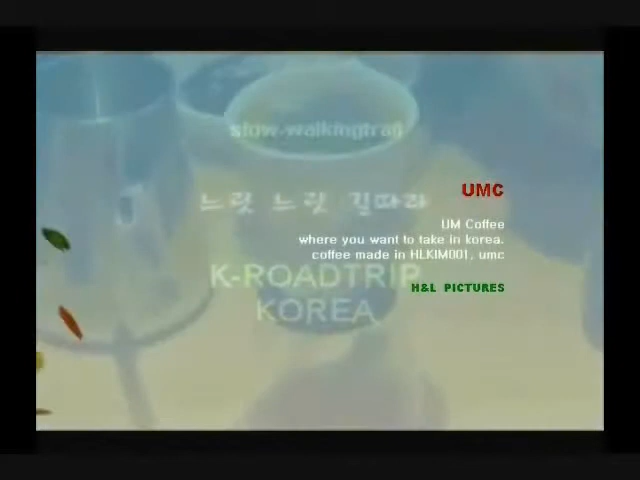 slow-walkingtrail
느릿 느릿 길따라
K-ROADTRIP
KOREA
UMC
UM Coffee
where you want to take in korea.
coffee made in HLKIM001, umc
H&L PICTURES